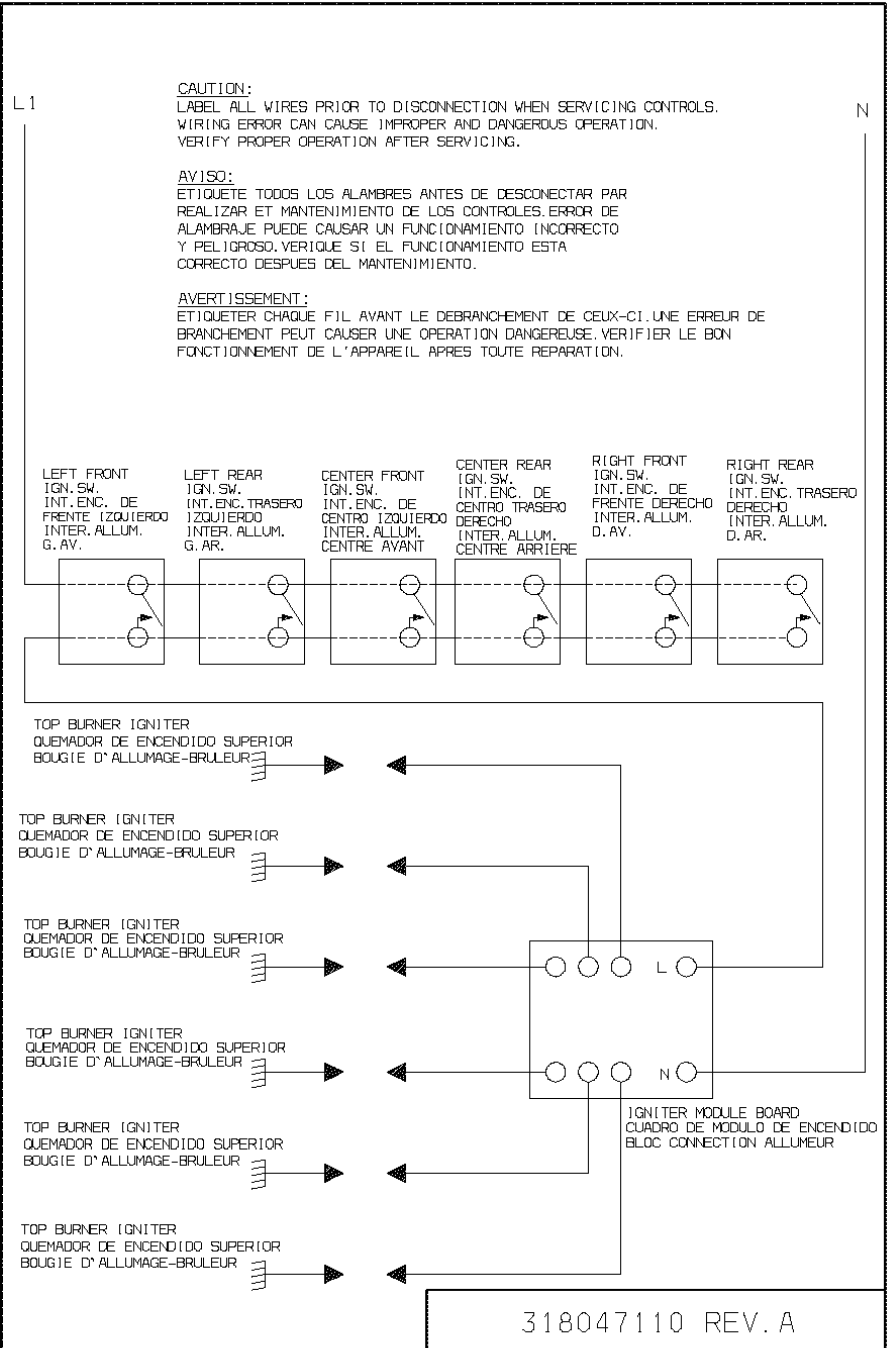 L1
N
CAUTION:
LABEL ALL WIRES PRIOR TO DISCONNECTION WHEN SERVICING CONTROLS.
WIRING ERROR CAN CAUSE IMPROPER AND DANGEROUS OPERATION.
VERIFY PROPER OPERATION AFTER SERVICING.
AVISO:
ETIQUETE TODOS LOS ALAMBRES ANTES DE DESCONECTAR PAR
REALIZAR ET MANTENIMIENTO DE LOS CONTROLES.ERROR DE
ALAMBRAJE PUEDE CAUSAR UN FUNCIONAMIENTO INCORRECTO
Y PELIGROSO.VERIQUE SI EL FUNCIONAMIENTO ESTA
CORRECTO DESPUES DEL MANTENIMIENTO.
AVERTISSEMENT:
ETIQUETER CHAQUE FIL AVANT LE DEBRANCHEMENT DE CEUX-CI.UNE ERREUR DE
BRANCHEMENT PEUT CAUSER UNE OPERATION DANGEREUSE.VERIFIER LE BON
FONCTIONNEMENT DE L'APPAREIL APRES TOUTE REPARATION.
LEFT FRONT
IGN.SW.
INT.ENC. DE
FRENTE IZQUIERDO
INTER.ALLUM.
G.AV.
LEFT REAR
IGN.SW.
INT.ENC.TRASERO
IZQUIERDO
INTER.ALLUM.
G.AR.
CENTER FRONT
IGN.SW.
INT.ENC. DE
CENTRO IZQUIERDO
INTER.ALLUM.
CENTRE AVANT
CENTER REAR
IGN.SW.
INT.ENC. DE
CENTRO TRASERO
DERECHO
INTER.ALLUM.
CENTRE ARRIERE
RIGHT FRONT
IGN.SW.
INT.ENC. DE
FRENTE DERECHO
INTER.ALLUM.
D.AV.
RIGHT REAR
IGN.SW.
INT.ENC.TRASERO
DERECHO
INTER.ALLUM.
D.AR.
TOP BURNER IGNITER
QUEMADOR DE ENCENDIDO SUPERIOR
BOUGIE D'ALLUMAGE-BRULEUR
TOP BURNER IGNITER
QUEMADOR DE ENCENDIDO SUPERIOR
BOUGIE D'ALLUMAGE-BRULEUR
TOP BURNER IGNITER
QUEMADOR DE ENCENDIDO SUPERIOR
BOUGIE D'ALLUMAGE-BRULEUR
L
TOP BURNER IGNITER
QUEMADOR DE ENCENDIDO SUPERIOR
BOUGIE D'ALLUMAGE-BRULEUR
N
IGNITER MODULE BOARD
CUADRO DE MODULO DE ENCENDIDO
BLOC CONNECTION ALLUMEUR
TOP BURNER IGNITER
QUEMADOR DE ENCENDIDO SUPERIOR
BOUGIE D'ALLUMAGE-BRULEUR
TOP BURNER IGNITER
QUEMADOR DE ENCENDIDO SUPERIOR
BOUGIE D'ALLUMAGE-BRULEUR
318047110 REV.A